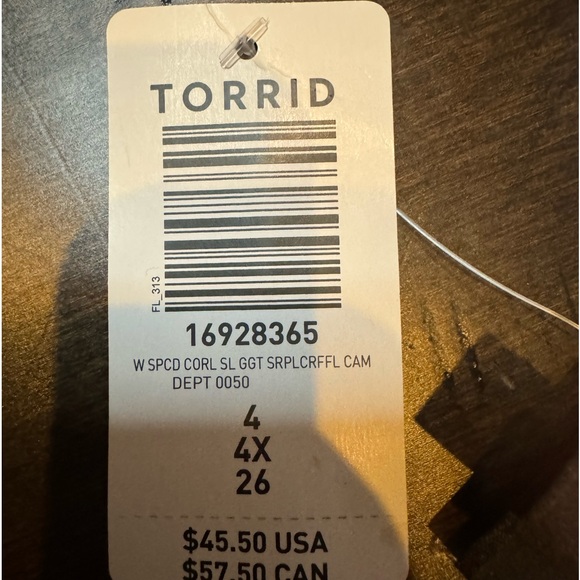 TORRID
FL_313
16928365
W SPCD CORL SL GGT SRPLCRFFL CAM
DEPT 0050
4
4X
26
$45.50 USA
$57.50 CAN